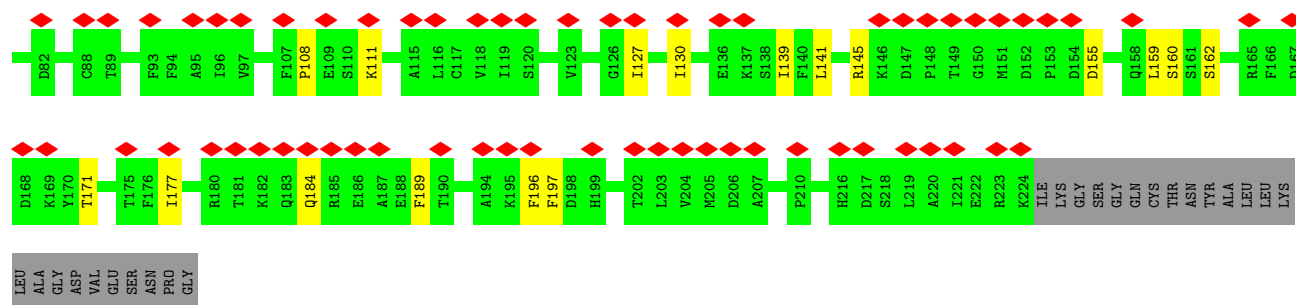 D82 C88 T89 F93 F94 A95 I96 V97 F107 P108 E109 S110 K111 A115 L116 C117 V118 I119 S120 V123 G126 I127 I130 E136 K137 S138 I139 F140 L141 R145 K146 D147 P148 T149 G150 M151 D152 P153 D154 D155 Q158 L159 S160 S161 S162 R165 F166 D167
D168 K169 Y170 T171 T175 F176 I177 R180 T181 K182 Q183 Q184 R185 E186 A187 E188 F189 T190 A194 K195 F196 F197 D198 H199 T202 L203 V204 M205 D206 A207 P210 H216 D217 S218 L219 A220 I221 E222 R223 K224 ILE LYS GLY SER GLY GLN CYS THR ASN TYR ALA LEU LEU LYS
LEU ALA GLY ASP VAL GLU SER ASN PRO GLY